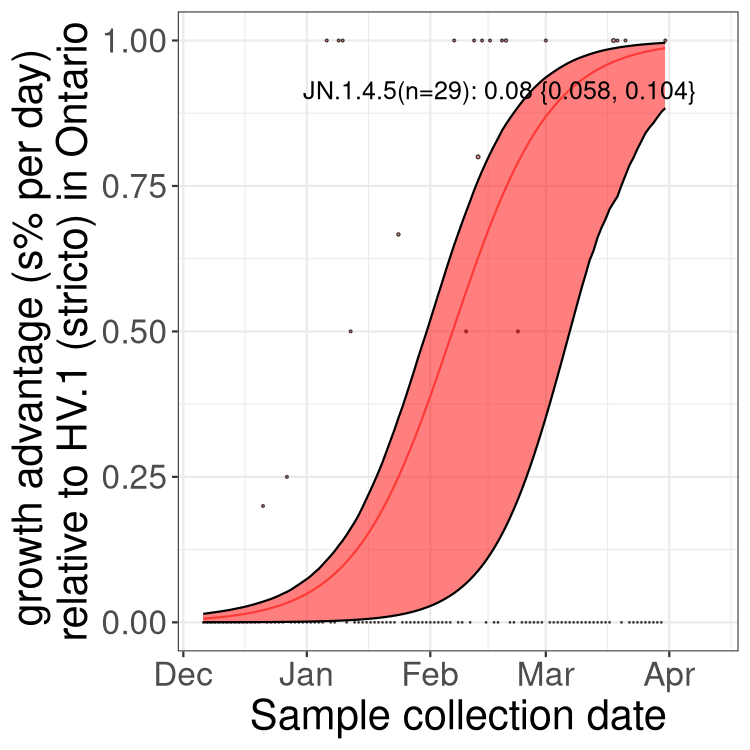 growth advantage (s% per day)
relative to HV.1 (stricto) in Ontario
1.00
0.75
0.50
0.25
0.00
JN.1.4.5(n=29): 0.08 {0.058, 0.104}
Dec Jan Feb Mar Apr
Sample collection date